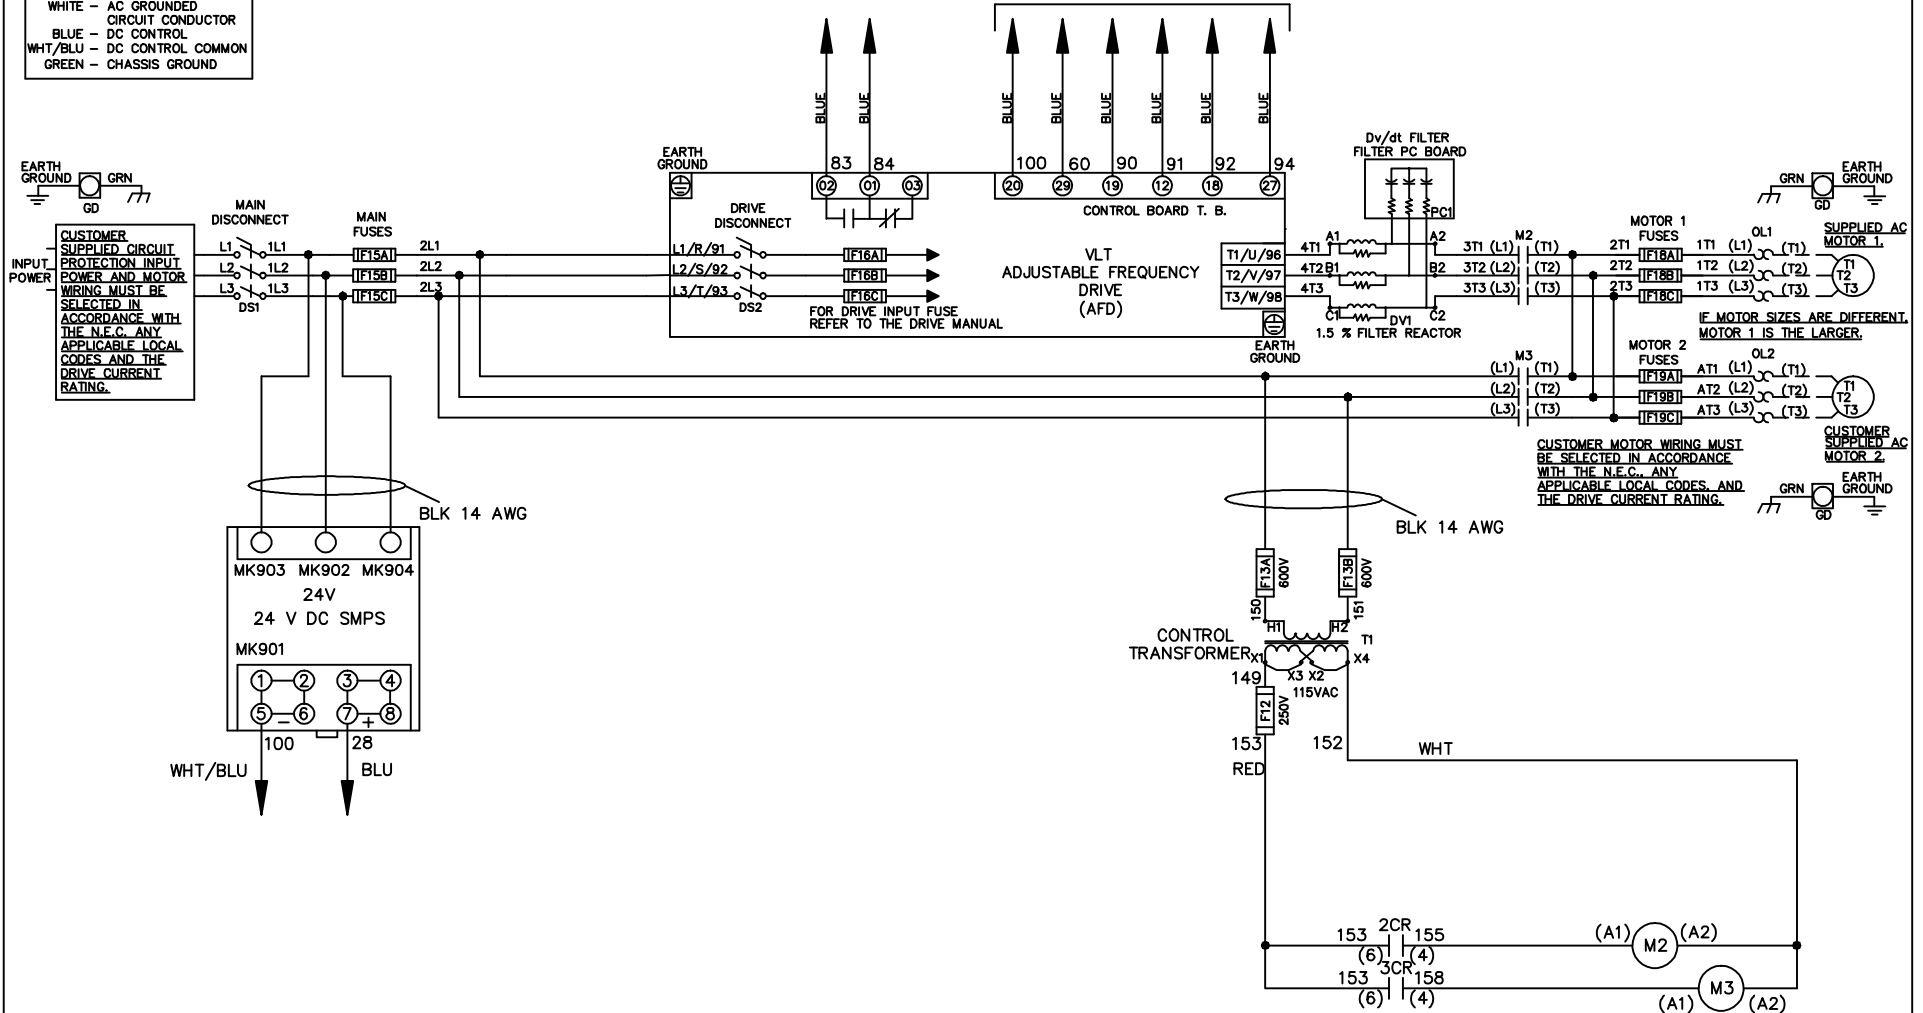 WHITE – AC GROUNDED
CIRCUIT CONDUCTOR
BLUE – DC CONTROL
WHT/BLU – DC CONTROL COMMON
GREEN – CHASSIS GROUND
BLUE
BLUE
BLUE
BLUE
BLUE
BLUE
BLUE
BLUE
EARTH
GROUND
GRN
GD
EARTH
GROUND
83
84
02
01
03
100
60
90
91
92
94
20
29
19
12
18
27
CONTROL BOARD T. B.
Dv/dt FILTER
FILTER PC BOARD
PC1
GRN
EARTH
GROUND
GD
INPUT
POWER
CUSTOMER
SUPPLIED CIRCUIT
PROTECTION INPUT
POWER AND MOTOR
WIRING MUST BE
SELECTED IN
ACCORDANCE WITH
THE N.E.C. ANY
APPLICABLE LOCAL
CODES AND THE
DRIVE CURRENT
RATING.
MAIN
DISCONNECT
L1
1L1
L2
1L2
L3
1L3
DS1
MAIN
FUSES
F15A
F15B
F15C
2L1
2L2
2L3
L1/R/91
L2/S/92
L3/T/93
DRIVE
DISCONNECT
DS2
F16A
F16B
F16C
FOR DRIVE INPUT FUSE
REFER TO THE DRIVE MANUAL
VLT
ADJUSTABLE FREQUENCY
DRIVE
(AFD)
T1/U/96
T2/V/97
T3/W/98
EARTH
GROUND
4T1
4T2
4T3
A1
A2
B1
B2
C1
C2
DV1
1.5 % FILTER REACTOR
3T1 (L1)
3T2 (L2)
3T3 (L3)
M2
(T1)
(T2)
(T3)
2T1
2T2
2T3
MOTOR 1
FUSES
F18A
F18B
F18C
1T1 (L1)
1T2 (L2)
1T3 (L3)
OL1
(T1)
(T2)
(T3)
SUPPLIED AC
MOTOR 1.
T1
T2
T3
IF MOTOR SIZES ARE DIFFERENT,
MOTOR 1 IS THE LARGER.
M3
(L1)
(T1)
(L2)
(T2)
(L3)
(T3)
MOTOR 2
FUSES
F19A
F19B
F19C
AT1 (L1)
AT2 (L2)
AT3 (L3)
OL2
(T1)
(T2)
(T3)
T1
T2
T3
CUSTOMER
SUPPLIED AC
MOTOR 2.
CUSTOMER MOTOR WIRING MUST
BE SELECTED IN ACCORDANCE
WITH THE N.E.C., ANY
APPLICABLE LOCAL CODES, AND
THE DRIVE CURRENT RATING.
GRN
EARTH
GROUND
GD
BLK 14 AWG
MK903 MK902 MK904
24V
24 V DC SMPS
MK901
1
2
3
4
5
–
6
7
+
8
100
28
WHT/BLU
BLU
BLK 14 AWG
F13A
600V
F13B
600V
150
151
H1
H2
T1
CONTROL
TRANSFORMER
X1
X4
X3 X2
115VAC
149
F12
250V
153
152
RED
WHT
2CR
153
155
(6)
(4)
(A1)
M2
(A2)
3CR
153
158
(6)
(4)
(A1)
M3
(A2)